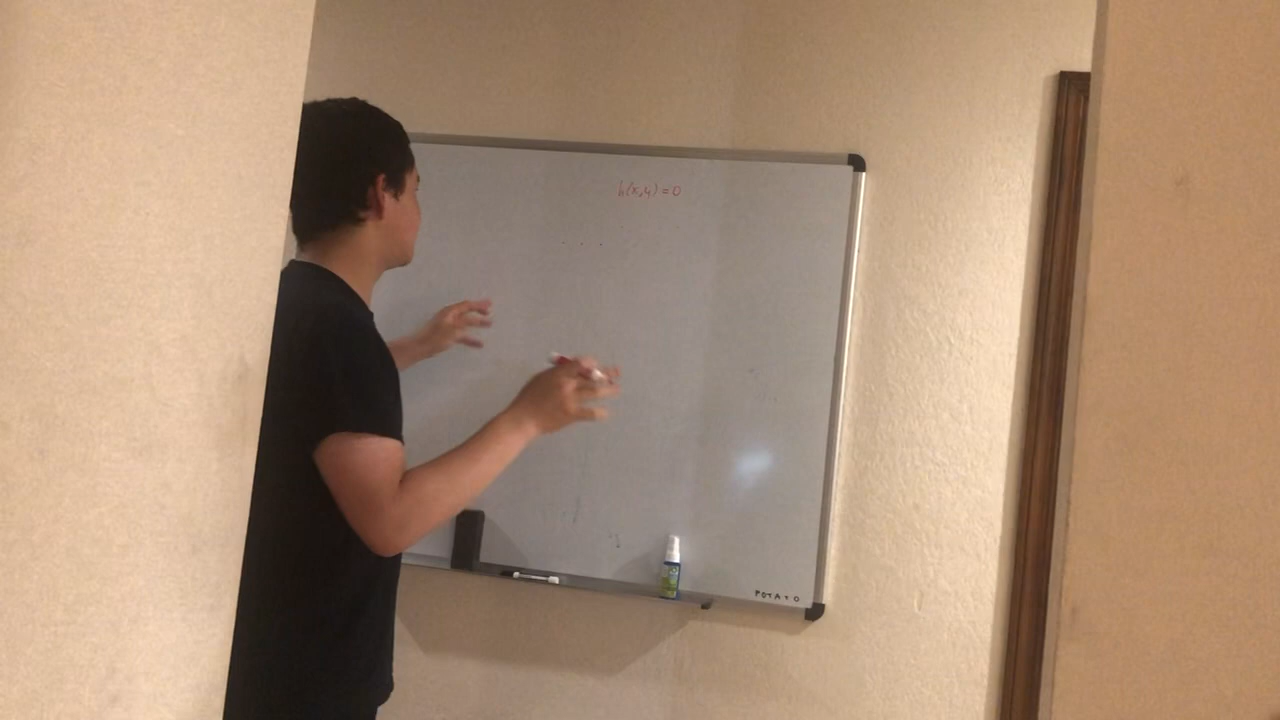 h(x,y)=0
. . .
POTATO